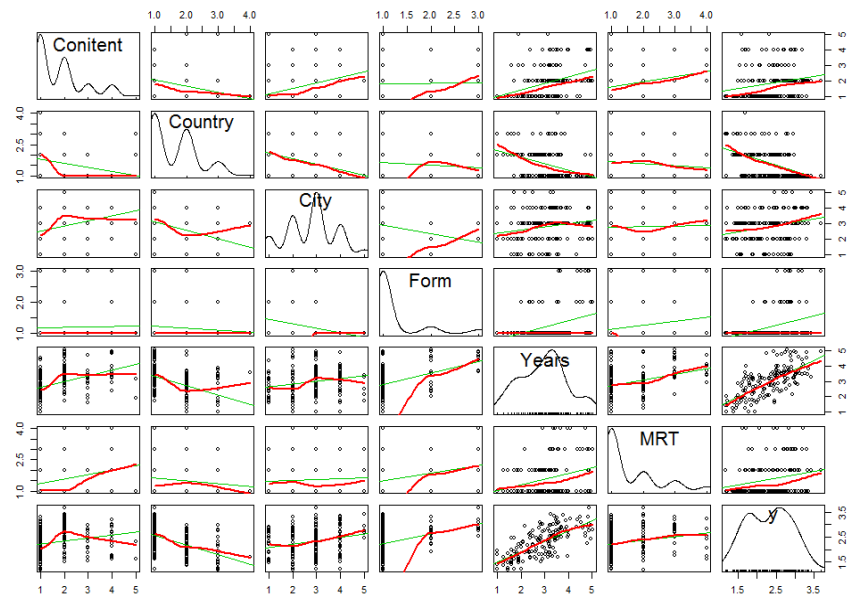 1.0 2.0 3.0 4.0 1.0 2.0 3.0 1.0 2.0 3.0 4.0
Conitent
1 2 3 4 5
Country
1.0 2.5 4.0
City
1 2 3 4 5
Form
1.0 2.0 3.0
Years
1 2 3 4 5
MRT
1.0 2.5 4.0
y
1.5 2.5 3.5
1 2 3 4 5 1 2 3 4 5 1 2 3 4 5 1.5 2.5 3.5